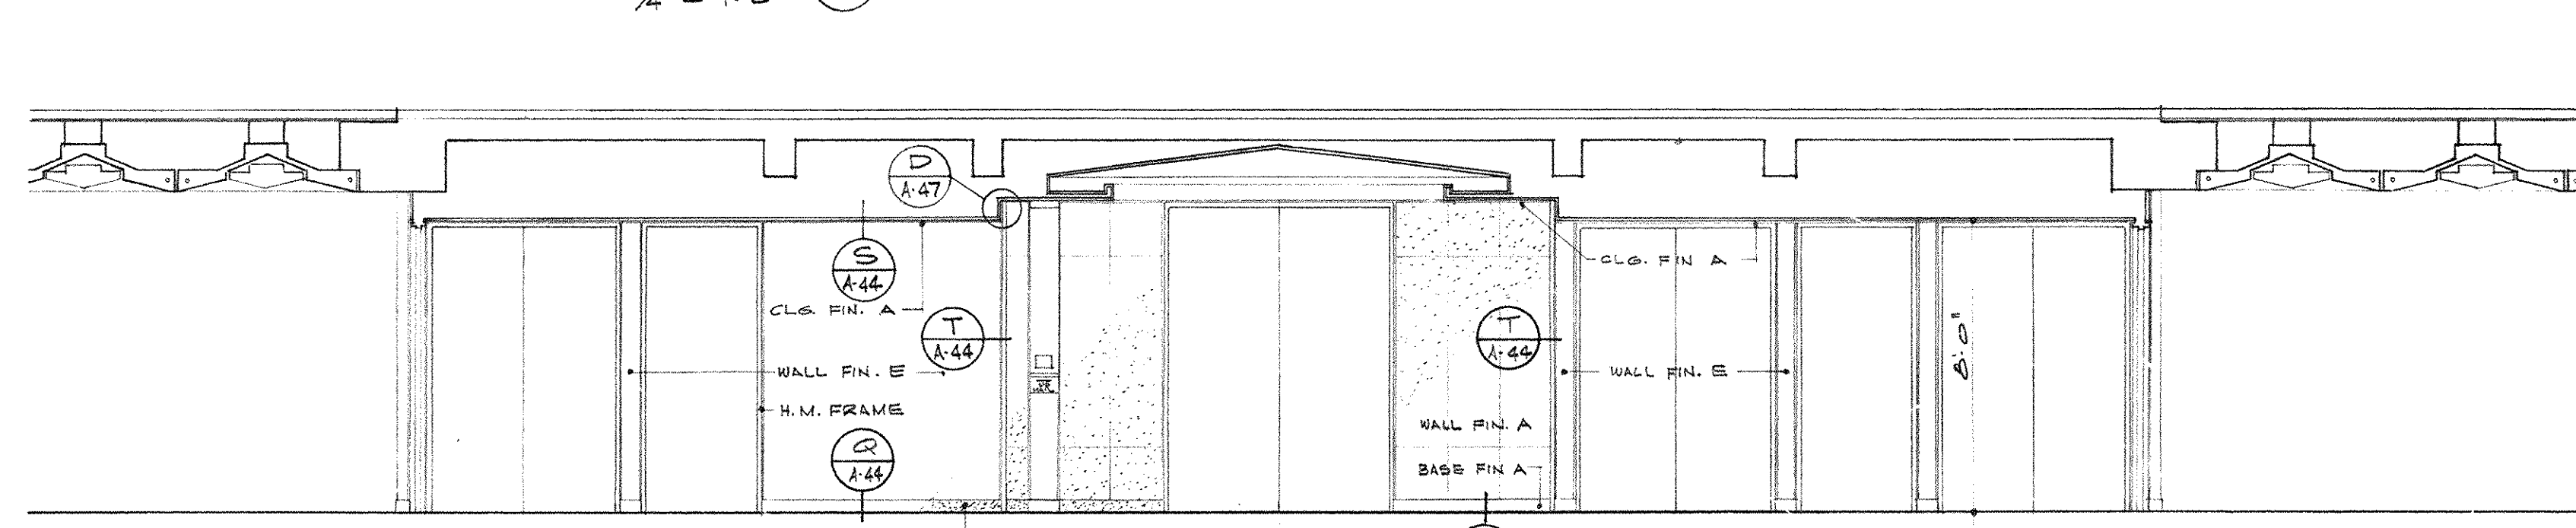 D
A·47
S
A·44
CLG. FIN. A
CLG. FIN A
T
A·44
T
A·44
WALL FIN. E
WALL FIN. E
8'·0"
H.M. FRAME
WALL FIN. A
Q
A·44
BASE FIN A